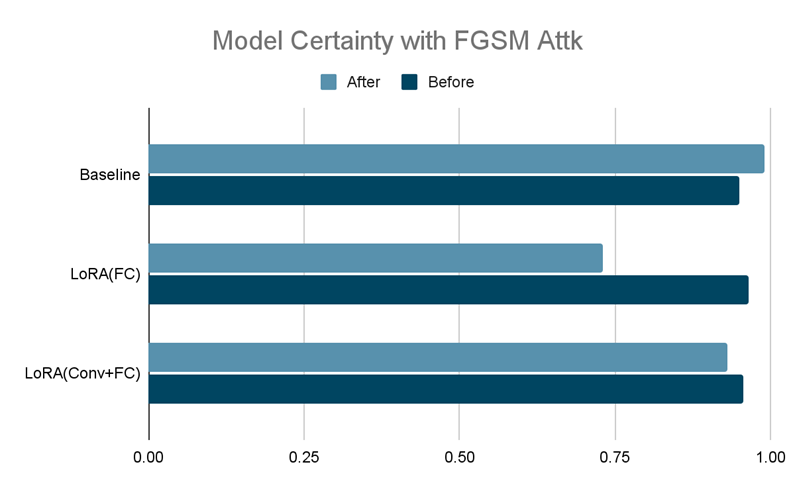 Model Certainty with FGSM Attk
After Before
Baseline
LoRA(FC)
LoRA(Conv+FC)
0.00 0.25 0.50 0.75 1.00